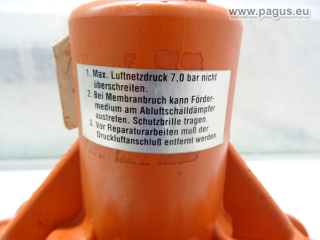 www.pagus.eu
1. Max. Luftnetzdruck 7,0 bar nicht
überschreiten.
2. Bei Membranbruch kann Förder-
medium am Abluftschalldämpfer
austreten. Schutzbrille tragen.
3. Vor Reparaturarbeiten muß der
Druckluftanschluß entfernt werden.